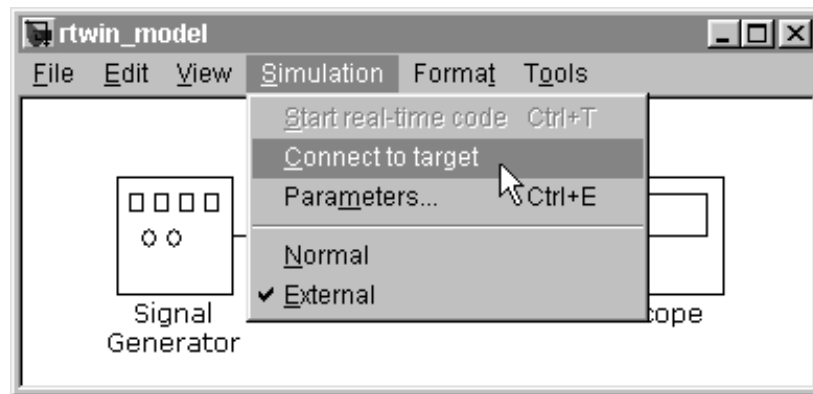 rtwin_model
File Edit View Simulation Format Tools
Start real-time code Ctrl+T
Connect to target
Parameters... Ctrl+E
Normal
External
Signal
Generator
cope